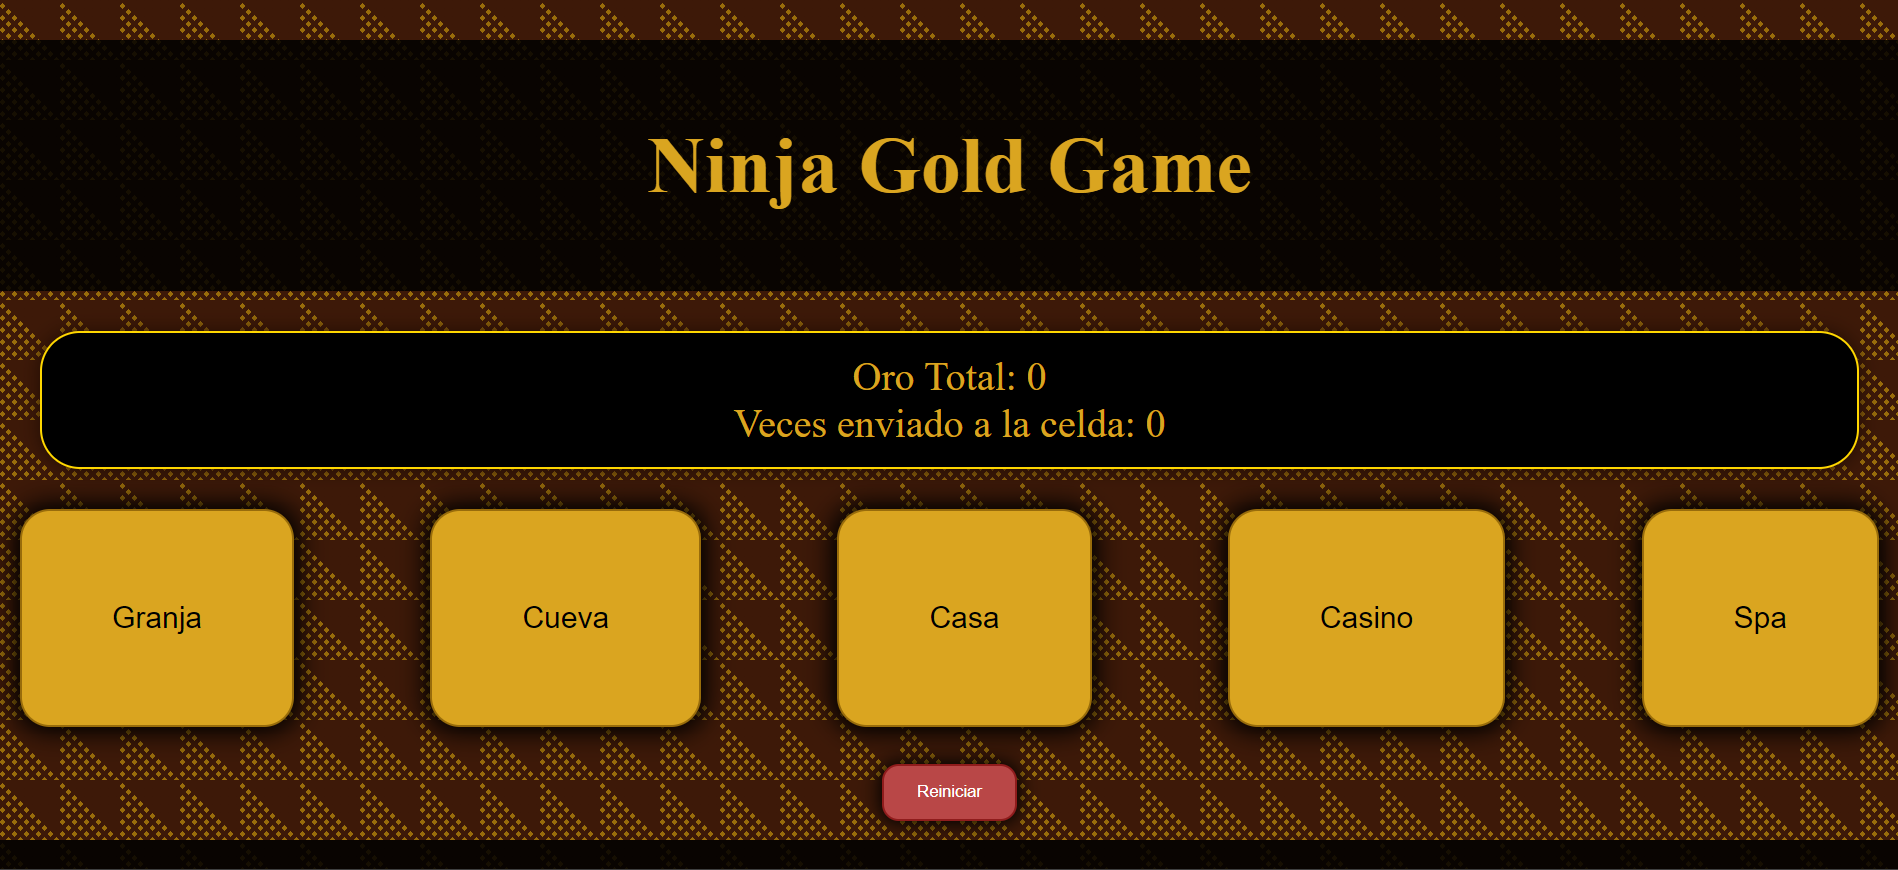 Ninja Gold Game
Oro Total: 0
Veces enviado a la celda: 0
Granja
Cueva
Casa
Casino
Spa
Reiniciar